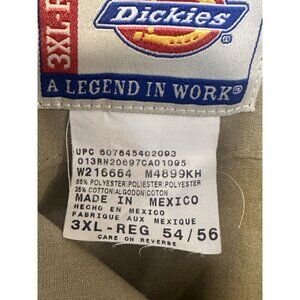 3XL-R
Dickies
®
A LEGEND IN WORK®
UPC 607645402093
013RN20697CA01095
W216664 M4899KH
65% POLYESTER|POLIESTER|POLYESTER
35% COTTON|ALGODON|COTON
MADE IN MEXICO
HECHO EN MEXICO
FABRIQUE AUX MEXIQUE
3XL-REG 54/56
CARE ON REVERSE